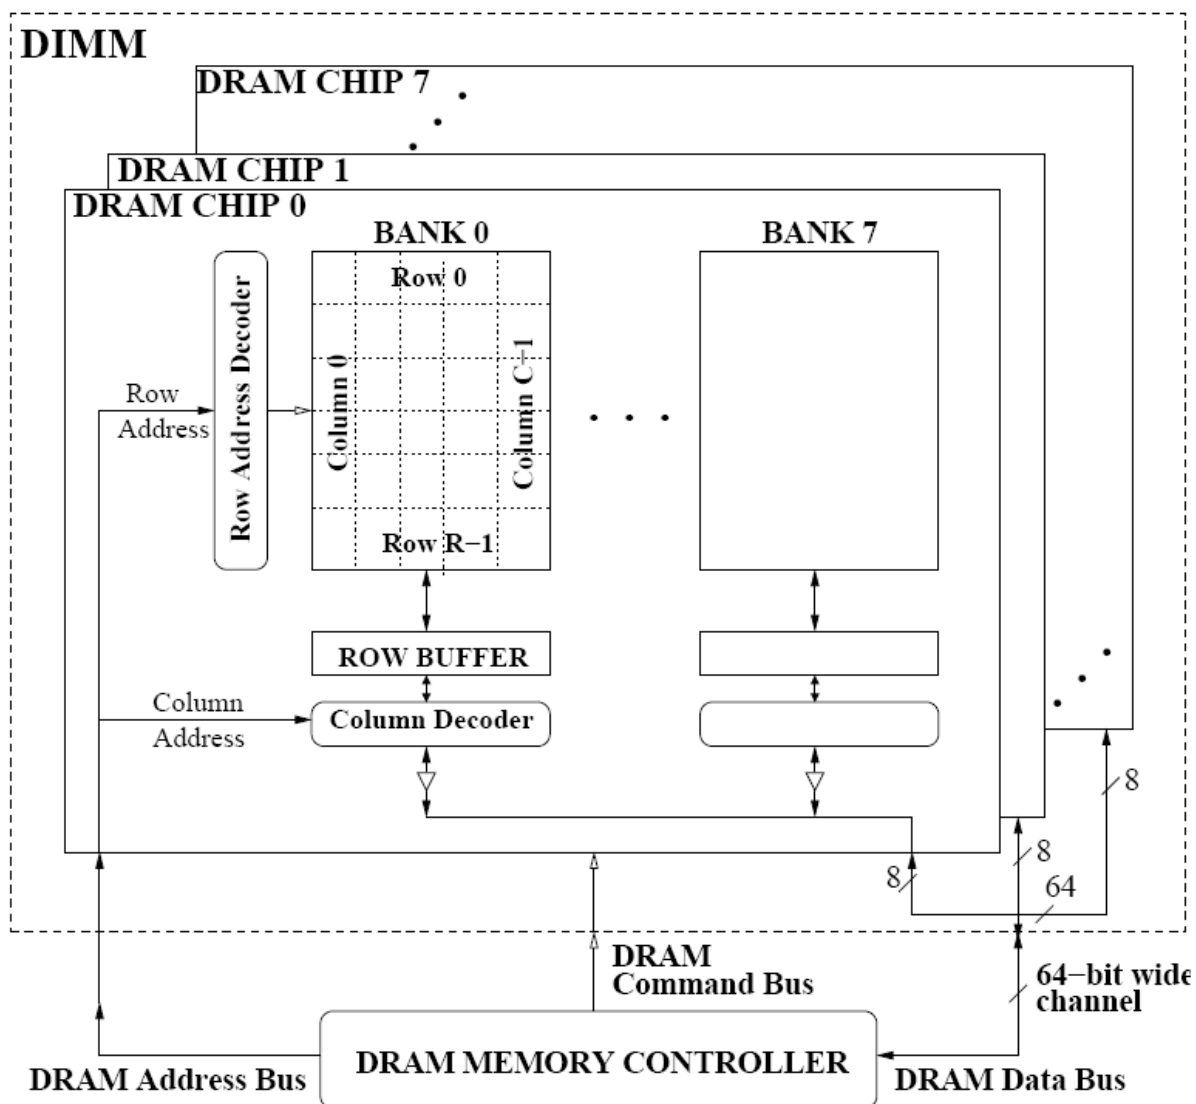 DIMM
DRAM CHIP 7
DRAM CHIP 1
DRAM CHIP 0
BANK 0
BANK 7
Row Address Decoder
Row 0
Column 0
Column C−1
Row
Address
Row R−1
ROW BUFFER
Column
Address
Column Decoder
8
8
8
64
DRAM
Command Bus
64−bit wide
channel
DRAM MEMORY CONTROLLER
DRAM Address Bus
DRAM Data Bus